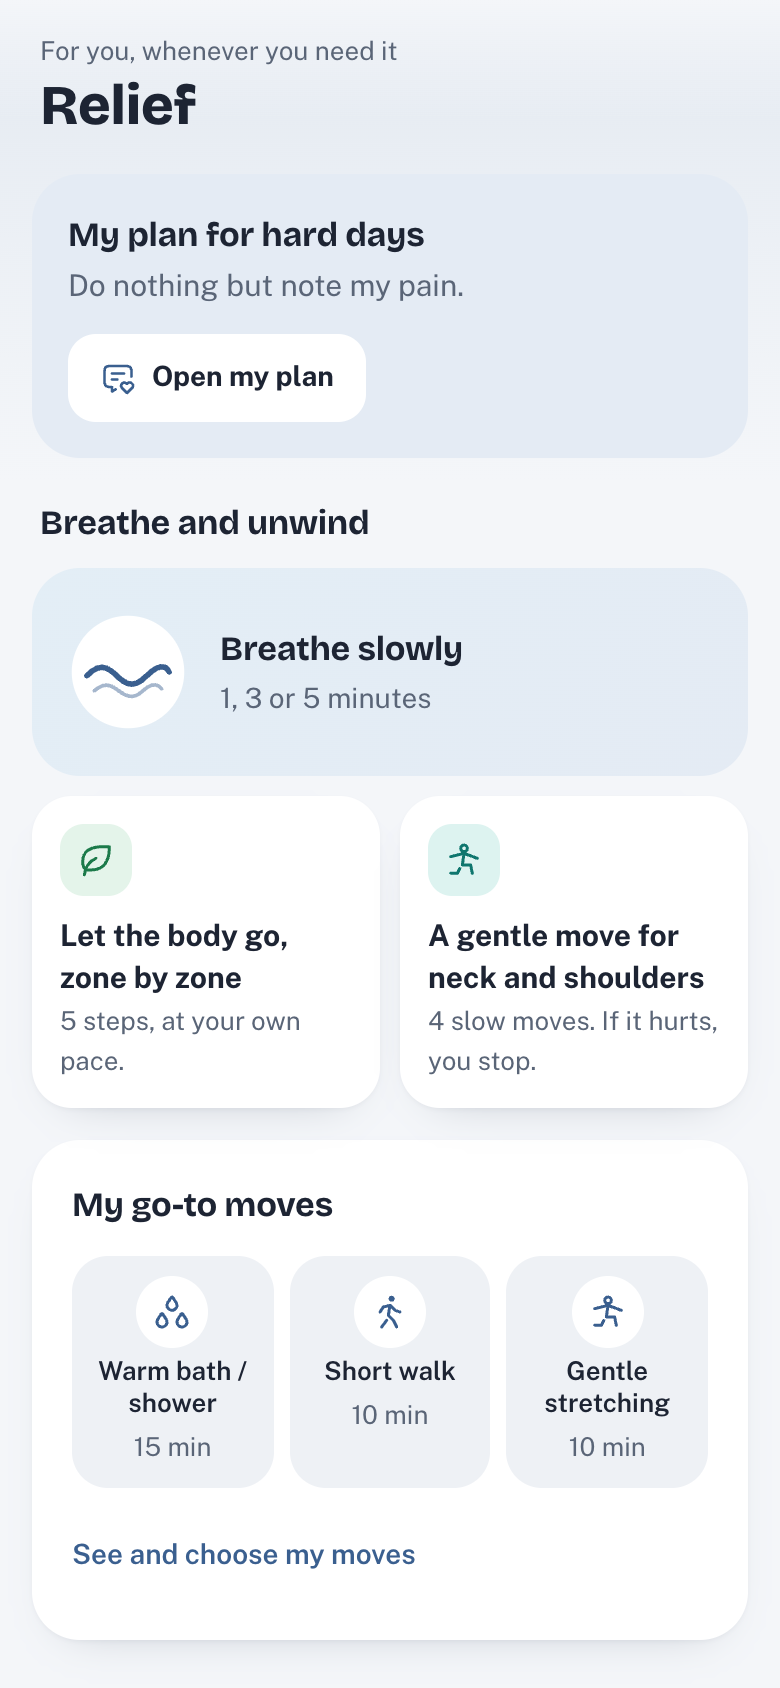 For you, whenever you need it
Relief
My plan for hard days
Do nothing but note my pain.
Open my plan
Breathe and unwind
Breathe slowly
1, 3 or 5 minutes
Let the body go,
zone by zone
5 steps, at your own
pace.
A gentle move for
neck and shoulders
4 slow moves. If it hurts,
you stop.
My go-to moves
Warm bath /
shower
15 min
Short walk
10 min
Gentle
stretching
10 min
See and choose my moves